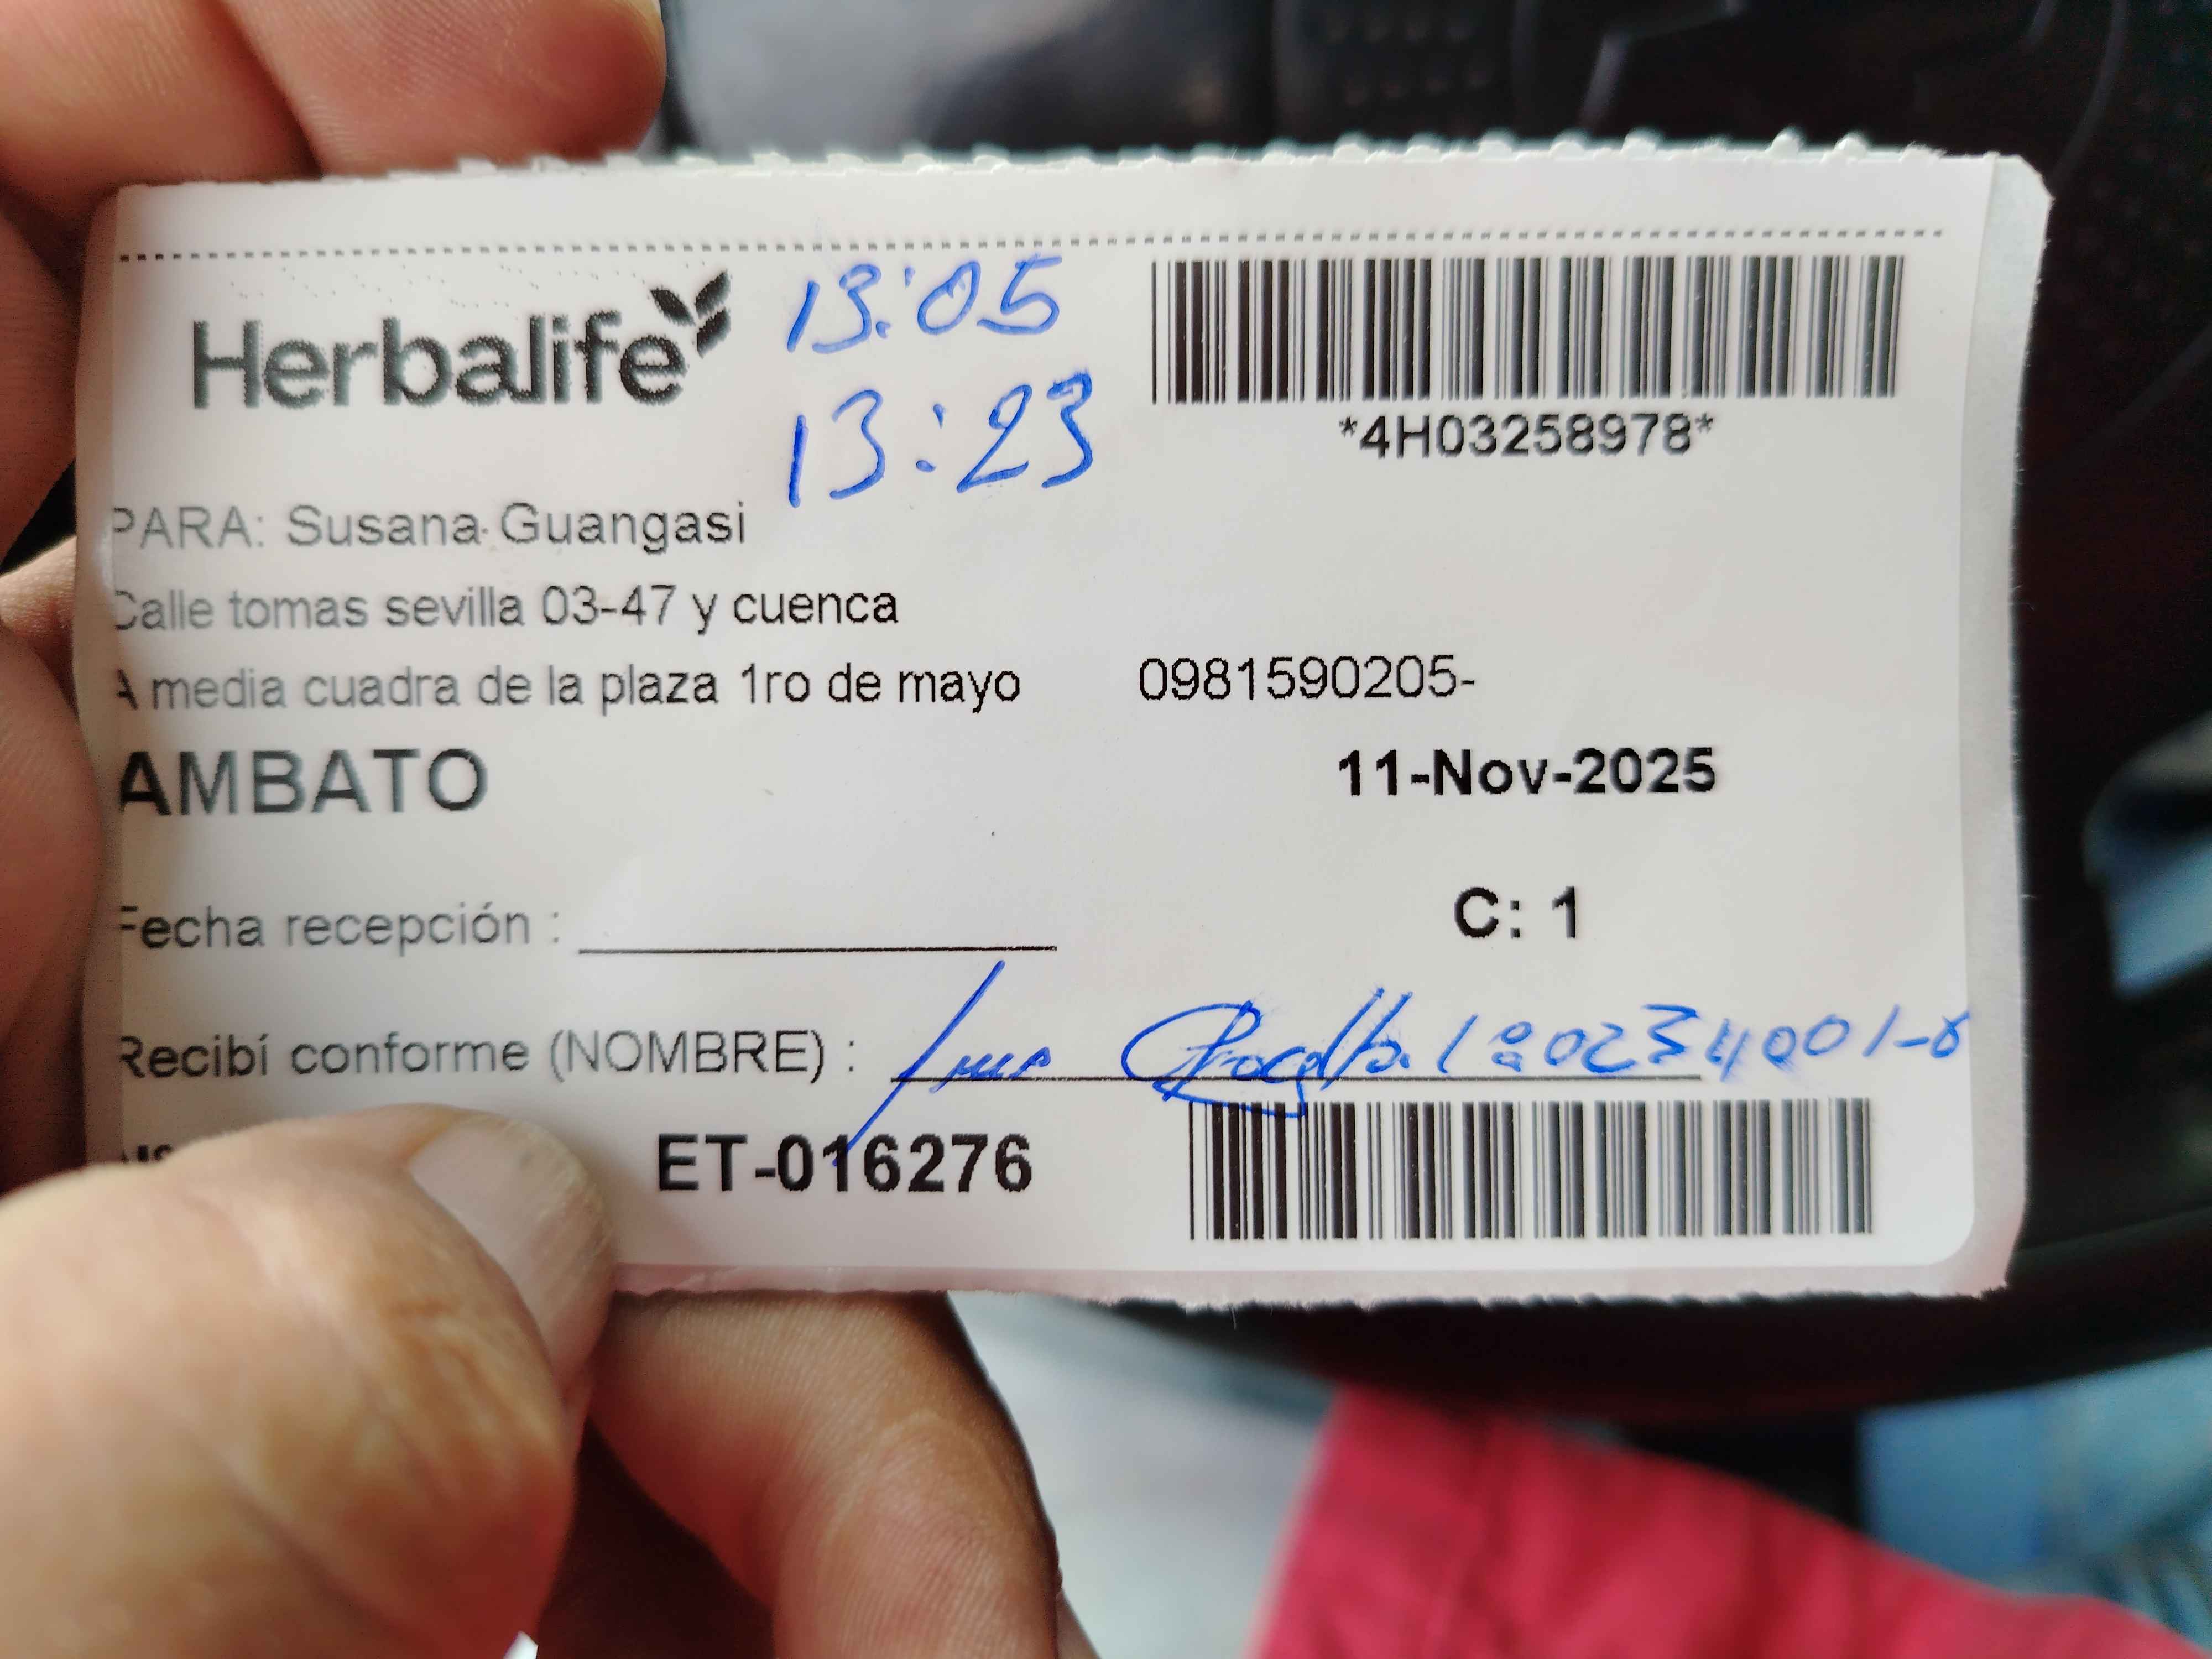 Herbalife
13:05
13:23
*4H03258978*
PARA: Susana Guangasi
Calle tomas sevilla 03-47 y cuenca
A media cuadra de la plaza 1ro de mayo 0981590205-
AMBATO
11-Nov-2025
Fecha recepción :
C: 1
Recibí conforme (NOMBRE) :
ET-016276